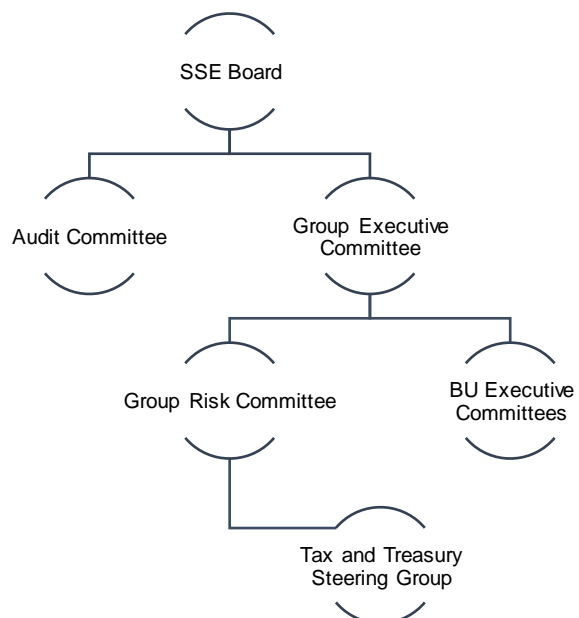 SSE Board
Audit Committee
Group Executive
Committee
Group Risk Committee
BU Executive
Committees
Tax and Treasury
Steering Group